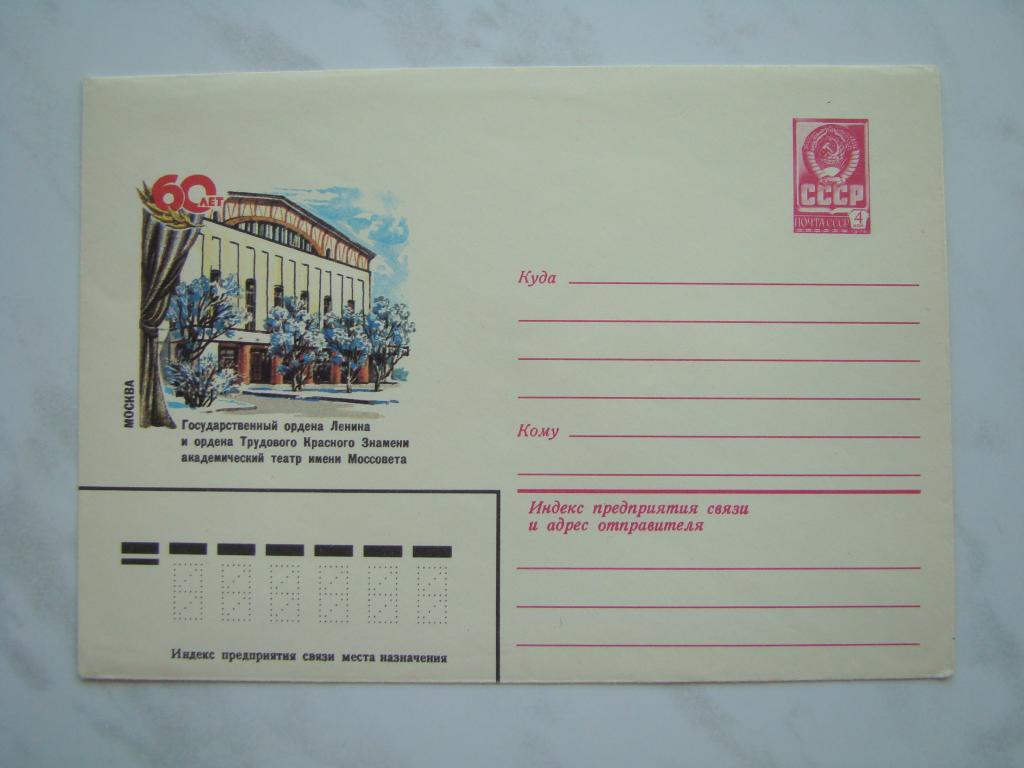 60 ЛЕТ
МОСКВА
Государственный ордена Ленина
и ордена Трудового Красного Знамени
академический театр имени Моссовета
СССР
ПОЧТА СССР
4
Куда
Кому
Индекс предприятия связи
и адрес отправителя
Индекс предприятия связи места назначения